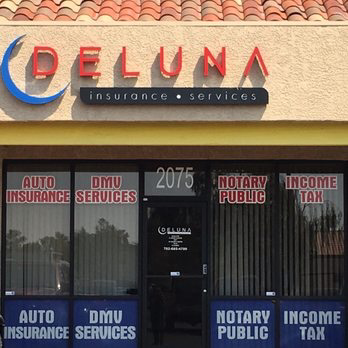 DELUNA
insurance • services
2075
AUTO
INSURANCE
DMV
SERVICES
NOTARY
PUBLIC
INCOME
TAX
DELUNA
AUTO
INSURANCE
DMV
SERVICES
NOTARY
PUBLIC
INCOME
TAX